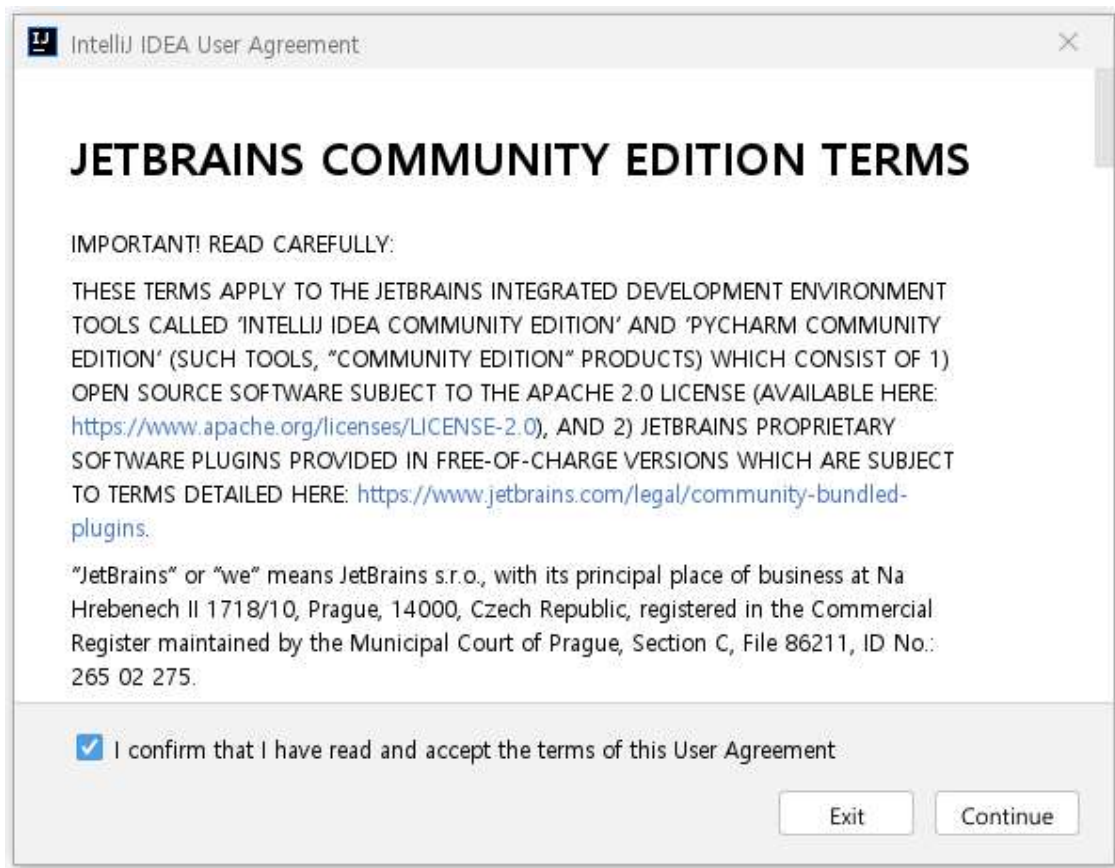 IJ IntelliJ IDEA User Agreement
JETBRAINS COMMUNITY EDITION TERMS
IMPORTANT! READ CAREFULLY:
THESE TERMS APPLY TO THE JETBRAINS INTEGRATED DEVELOPMENT ENVIRONMENT
TOOLS CALLED ‘INTELLIJ IDEA COMMUNITY EDITION’ AND ‘PYCHARM COMMUNITY
EDITION’ (SUCH TOOLS, “COMMUNITY EDITION” PRODUCTS) WHICH CONSIST OF 1)
OPEN SOURCE SOFTWARE SUBJECT TO THE APACHE 2.0 LICENSE (AVAILABLE HERE:
https://www.apache.org/licenses/LICENSE-2.0), AND 2) JETBRAINS PROPRIETARY
SOFTWARE PLUGINS PROVIDED IN FREE-OF-CHARGE VERSIONS WHICH ARE SUBJECT
TO TERMS DETAILED HERE: https://www.jetbrains.com/legal/community-bundled-
plugins.
“JetBrains” or “we” means JetBrains s.r.o., with its principal place of business at Na
Hrebenech II 1718/10, Prague, 14000, Czech Republic, registered in the Commercial
Register maintained by the Municipal Court of Prague, Section C, File 86211, ID No.:
265 02 275.
I confirm that I have read and accept the terms of this User Agreement
Exit Continue